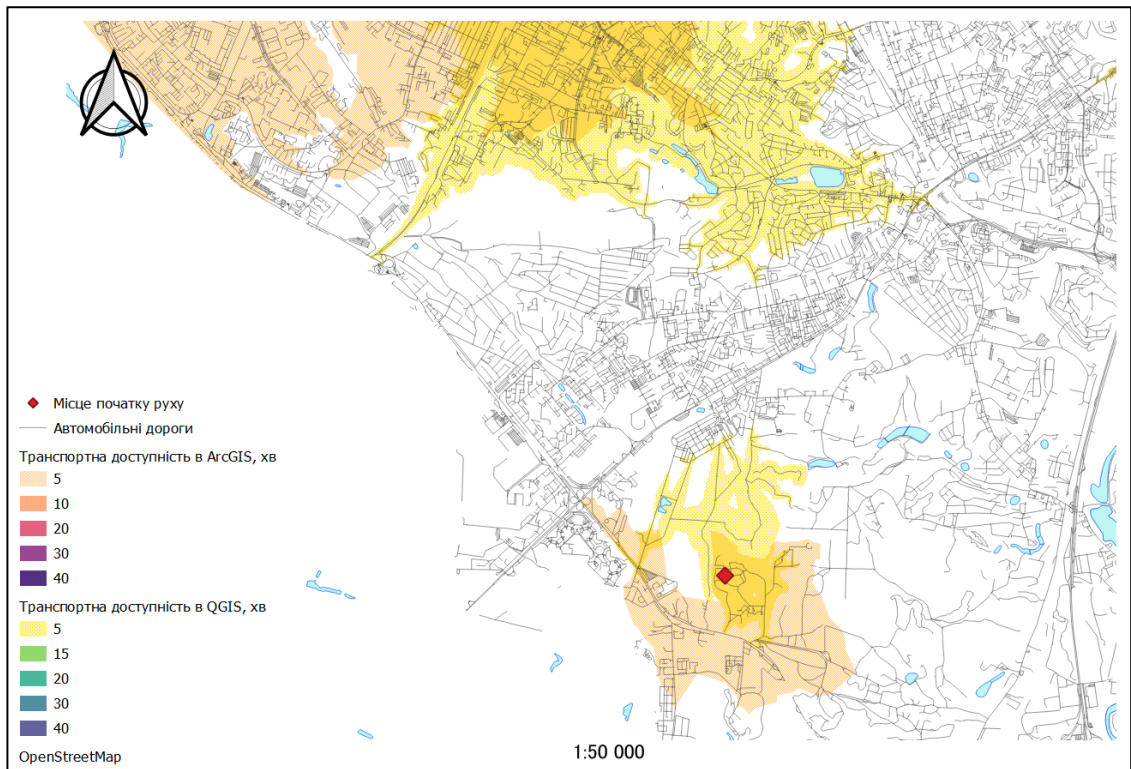 Місце початку руху
Автомобільні дороги
Транспортна доступність в ArcGIS, хв
5
10
20
30
40
Транспортна доступність в QGIS, хв
5
15
20
30
40
OpenStreetMap
1:50 000